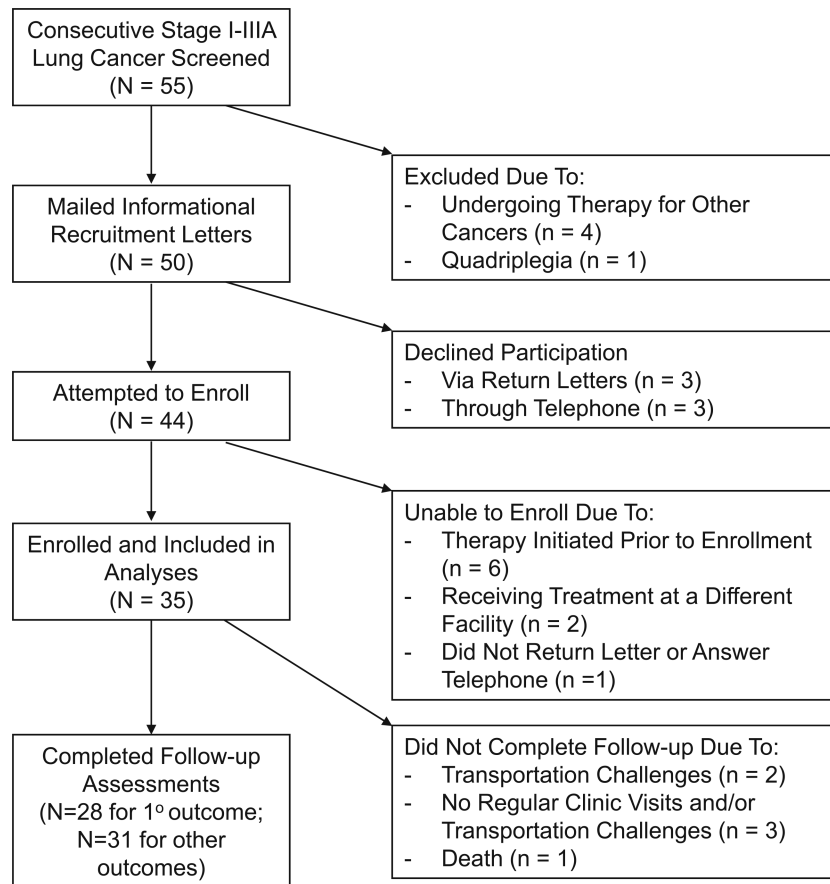 Consecutive Stage I-IIIA
Lung Cancer Screened
(N = 55)
Excluded Due To:
- Undergoing Therapy for Other
Cancers (n = 4)
- Quadriplegia (n = 1)
Mailed Informational
Recruitment Letters
(N = 50)
Declined Participation
- Via Return Letters (n = 3)
- Through Telephone (n = 3)
Attempted to Enroll
(N = 44)
Unable to Enroll Due To:
- Therapy Initiated Prior to Enrollment
(n = 6)
- Receiving Treatment at a Different
Facility (n = 2)
- Did Not Return Letter or Answer
Telephone (n =1)
Enrolled and Included in
Analyses
(N = 35)
Did Not Complete Follow-up Due To:
- Transportation Challenges (n = 2)
- No Regular Clinic Visits and/or
Transportation Challenges (n = 3)
- Death (n = 1)
Completed Follow-up
Assessments
(N=28 for 1º outcome;
N=31 for other
outcomes)